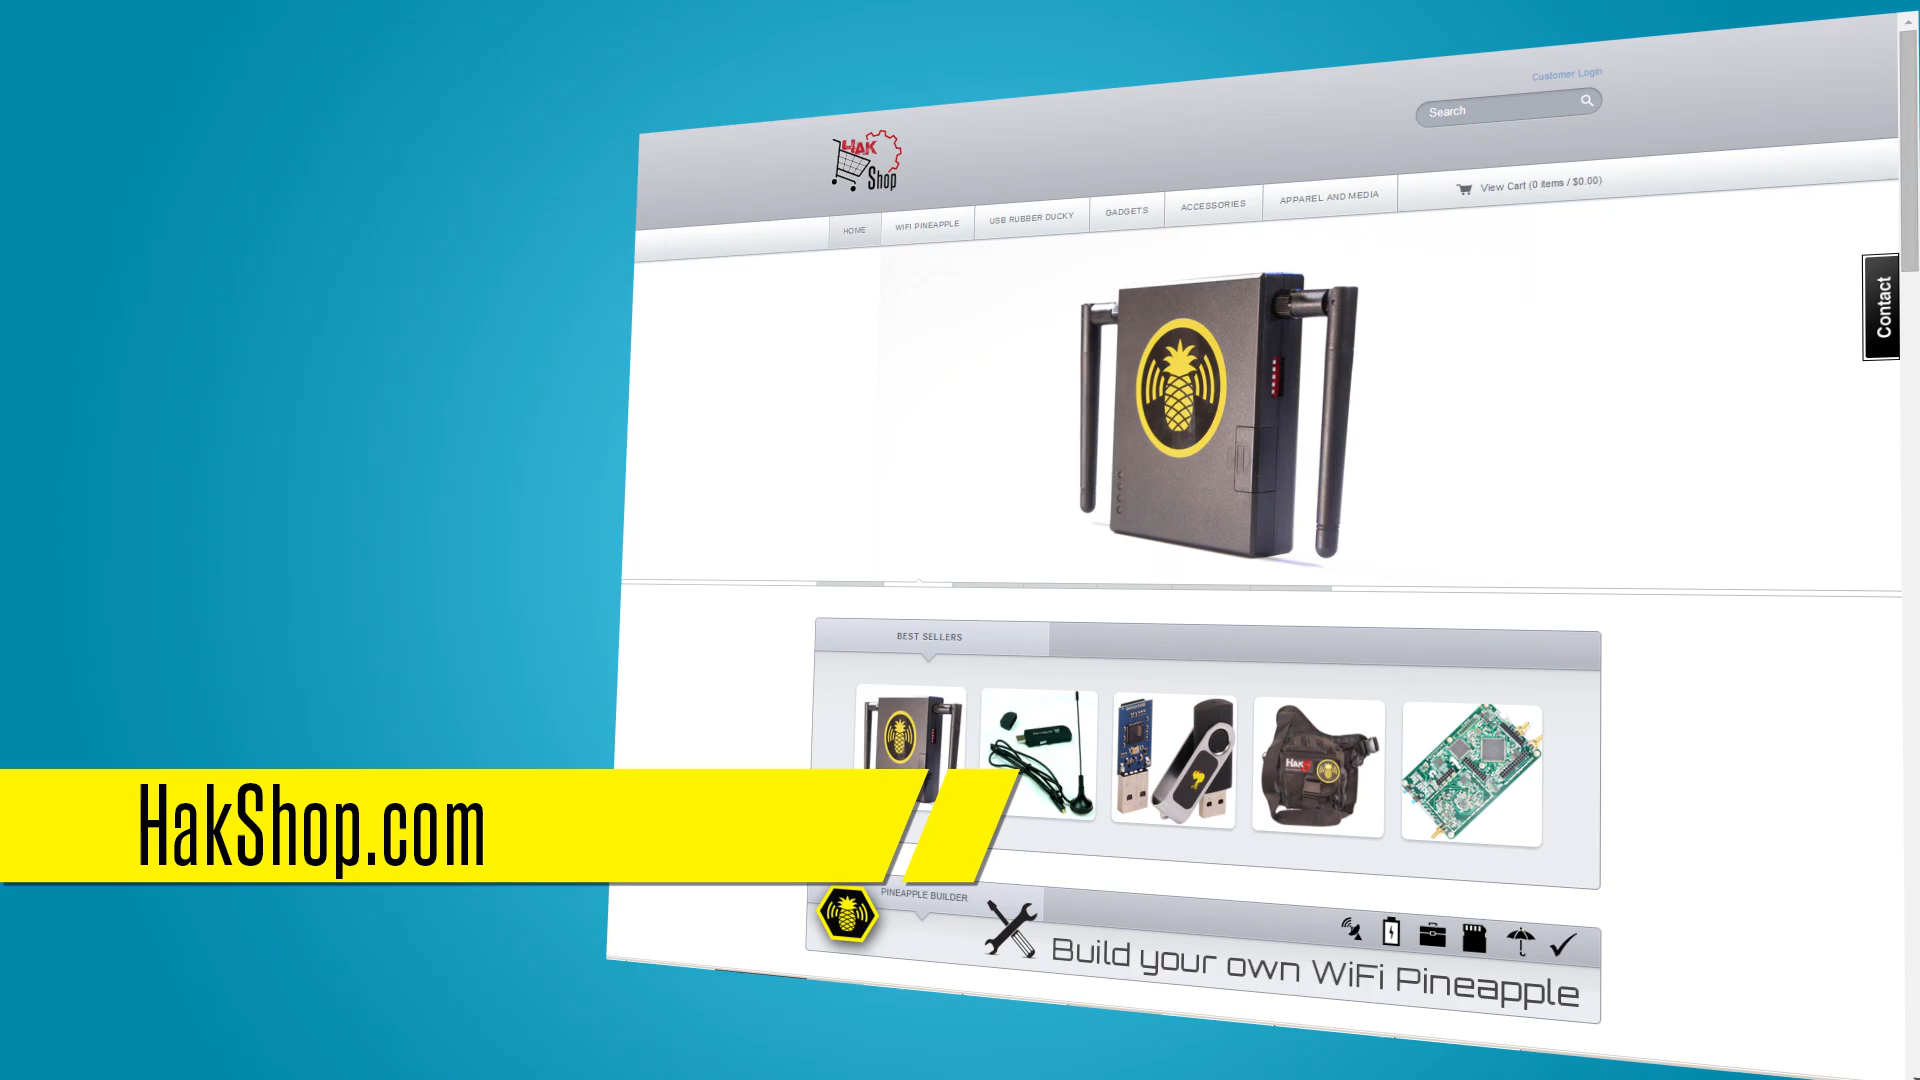 Customer Login
Search
HAK
Shop
View Cart (0 items / $0.00)
HOME
WIFI PINEAPPLE
USB RUBBER DUCKY
GADGETS
ACCESSORIES
APPAREL AND MEDIA
Contact
BEST SELLERS
HAK
HakShop.com
PINEAPPLE BUILDER
Build your own WiFi Pineapple